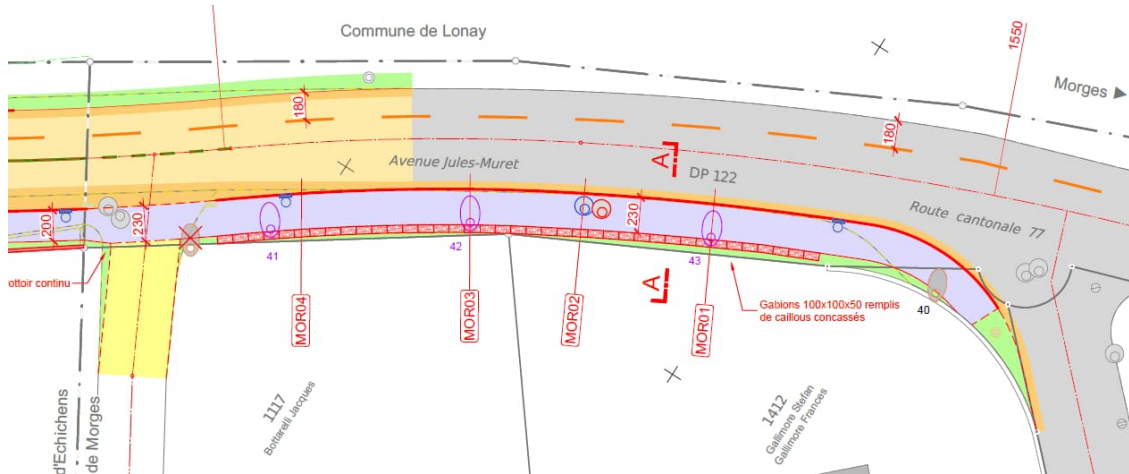 Commune de Lonay
1550
Morges
180
180
Avenue Jules-Muret
A
DP 122
Route cantonale 77
200
230
230
41
42
43
40
ottoir continu
MOR04
MOR03
MOR02
MOR01
A
Gabions 100x100x50 remplis
de caillous concassés
1117
Bottarelli Jacques
1412
Gallimore Stefan
Gallimore Frances
d'Echichens
de Morges